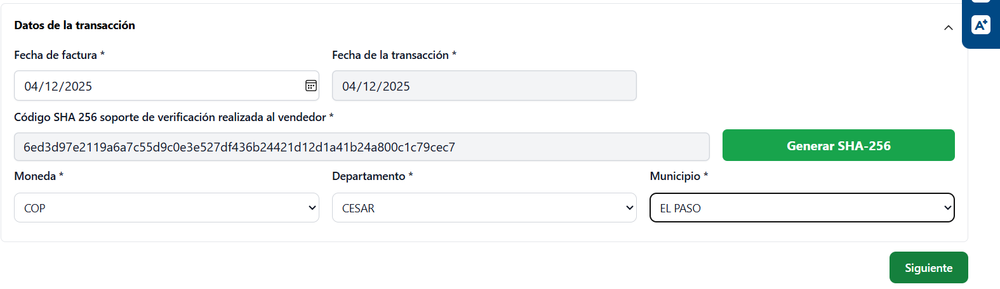 Datos de la transacción
A+
Fecha de factura *
Fecha de la transacción *
04/12/2025
04/12/2025
Código SHA 256 soporte de verificación realizada al vendedor *
6ed3d97e2119a6a7c55d9c0e3e527df436b24421d12d1a41b24a800c1c79cec7
Generar SHA-256
Moneda *
Departamento *
Municipio *
COP
CESAR
EL PASO
Siguiente